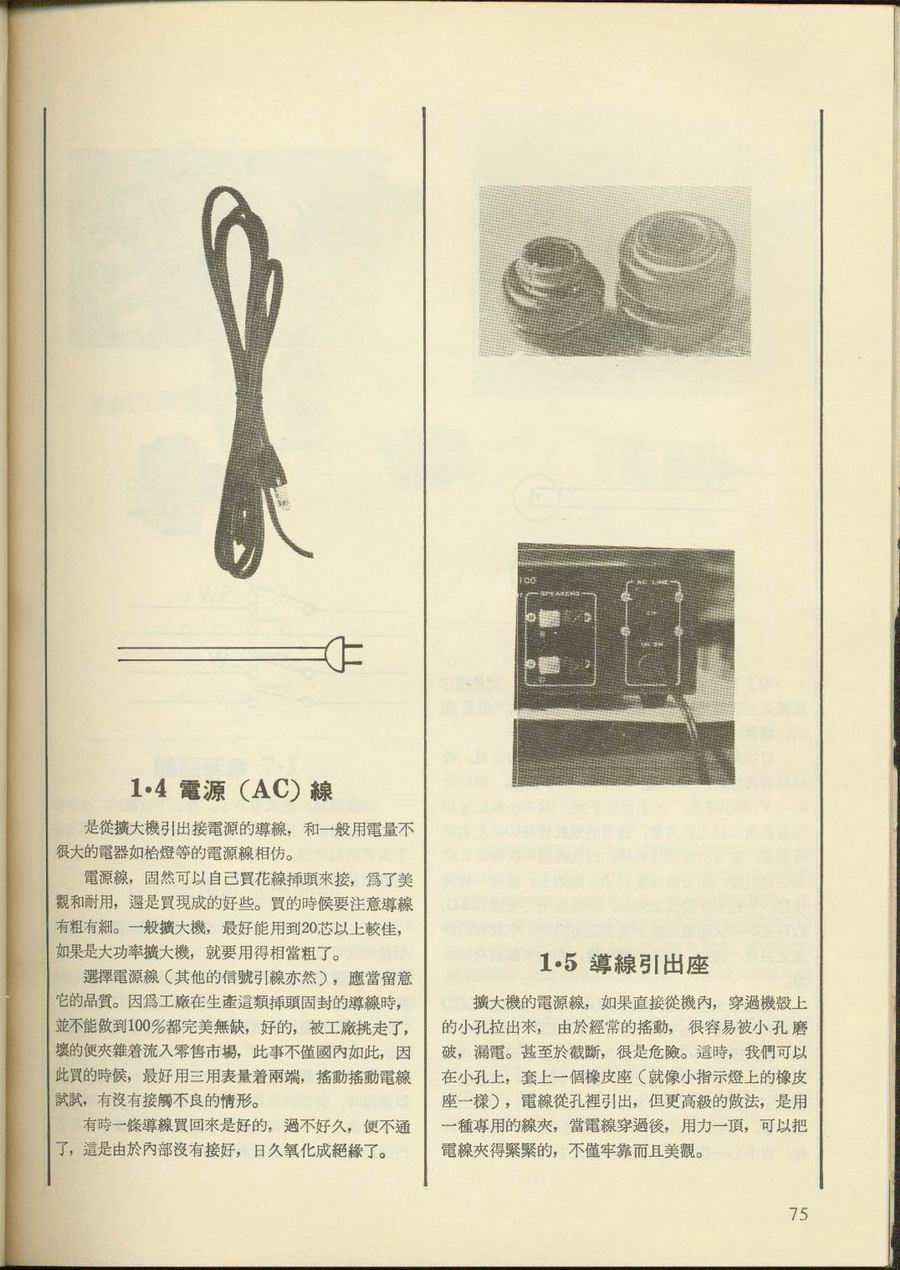 1·4 電源（AC）線
是從擴大機引出接電源的導線，和一般用電量不
很大的電器如枱燈等的電源線相仿。
電源線，固然可以自己買花線揷頭來接，爲了美
觀和耐用，還是買現成的好些。買的時候要注意導線
有粗有細。一般擴大機，最好能用到20芯以上較佳，
如果是大功率擴大機，就要用得相當粗了。
選擇電源線（其他的信號引線亦然），應當留意
它的品質。因爲工廠在生產這類揷頭固封的導線時，
並不能做到100%都完美無缺，好的，被工廠挑走了，
壞的便夾雜着流入零售市場，此事不僅國內如此，因
此買的時候，最好用三用表量着兩端，搖動搖動電線
試試，有沒有接觸不良的情形。
有時一條導線買回來是好的，過不好久，便不通
了，這是由於內部沒有接好，日久氧化成絕緣了。
SPEAKERS
AC LINE
1·5 導線引出座
擴大機的電源線，如果直接從機內，穿過機殼上
的小孔拉出來，由於經常的搖動，很容易被小孔磨
破，漏電。甚至於截斷，很是危險。這時，我們可以
在小孔上，套上一個橡皮座（就像小指示燈上的橡皮
座一樣），電線從孔裡引出，但更高級的做法，是用
一種專用的線夾，當電線穿過後，用力一頂，可以把
電線夾得緊緊的，不僅牢靠而且美觀。
75